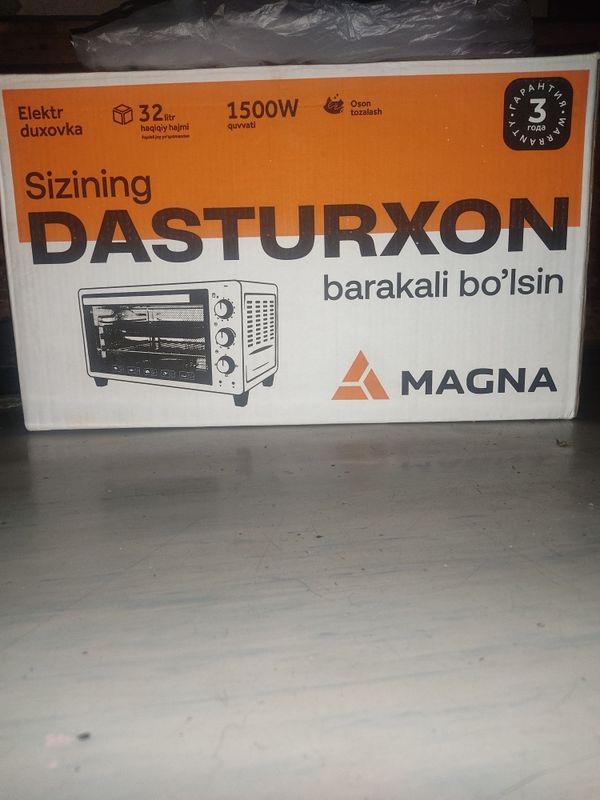 Elektr
duxovka
32 litr
haqiqiy hajmi
1500W
quvvati
Oson
tozalash
ГАРАНТИЯ
3
года
WARRANTY
Sizining
DASTURXON
barakali bo'lsin
MAGNA